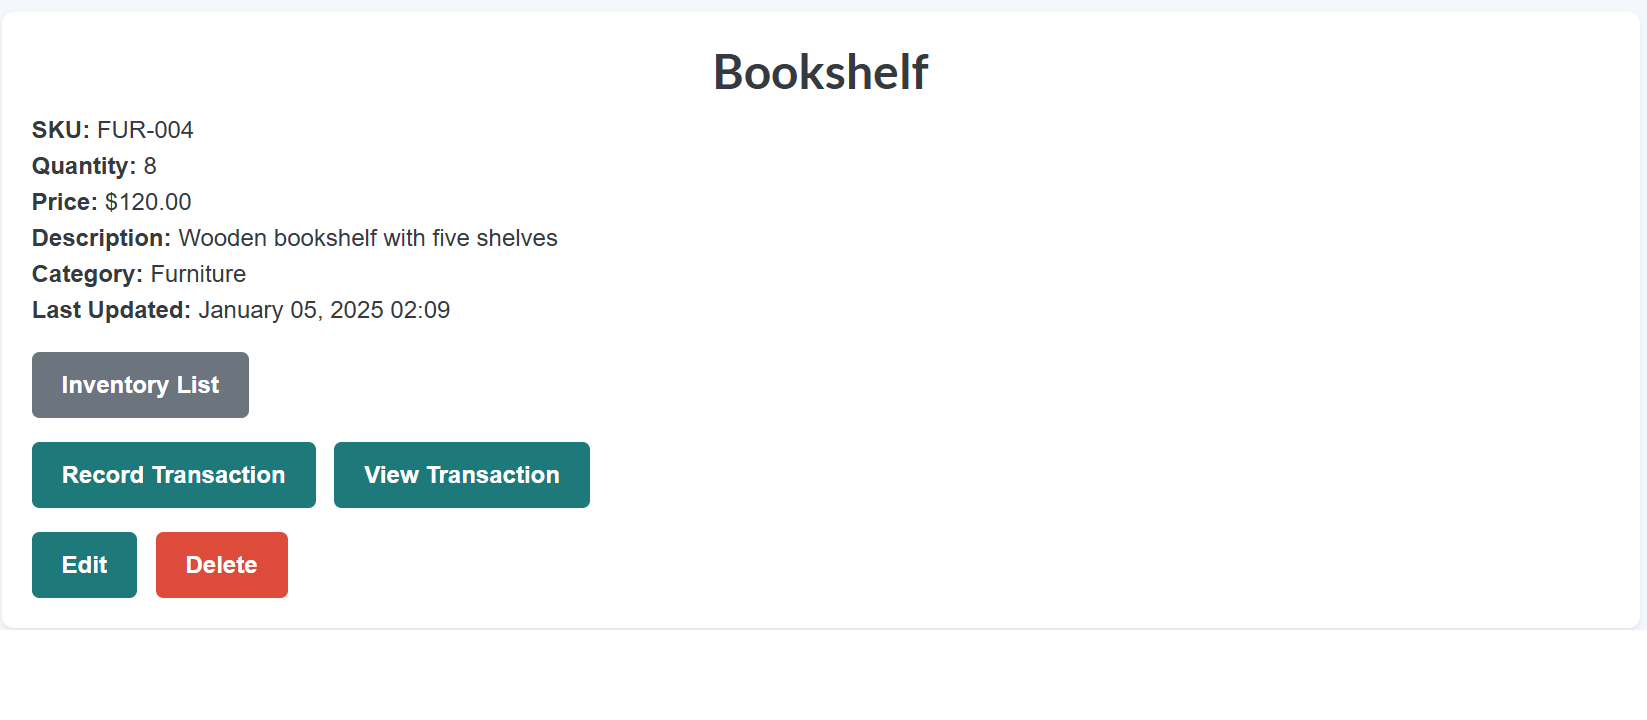 Bookshelf
SKU: FUR-004
Quantity: 8
Price: $120.00
Description: Wooden bookshelf with five shelves
Category: Furniture
Last Updated: January 05, 2025 02:09
Inventory List
Record Transaction View Transaction
Edit Delete